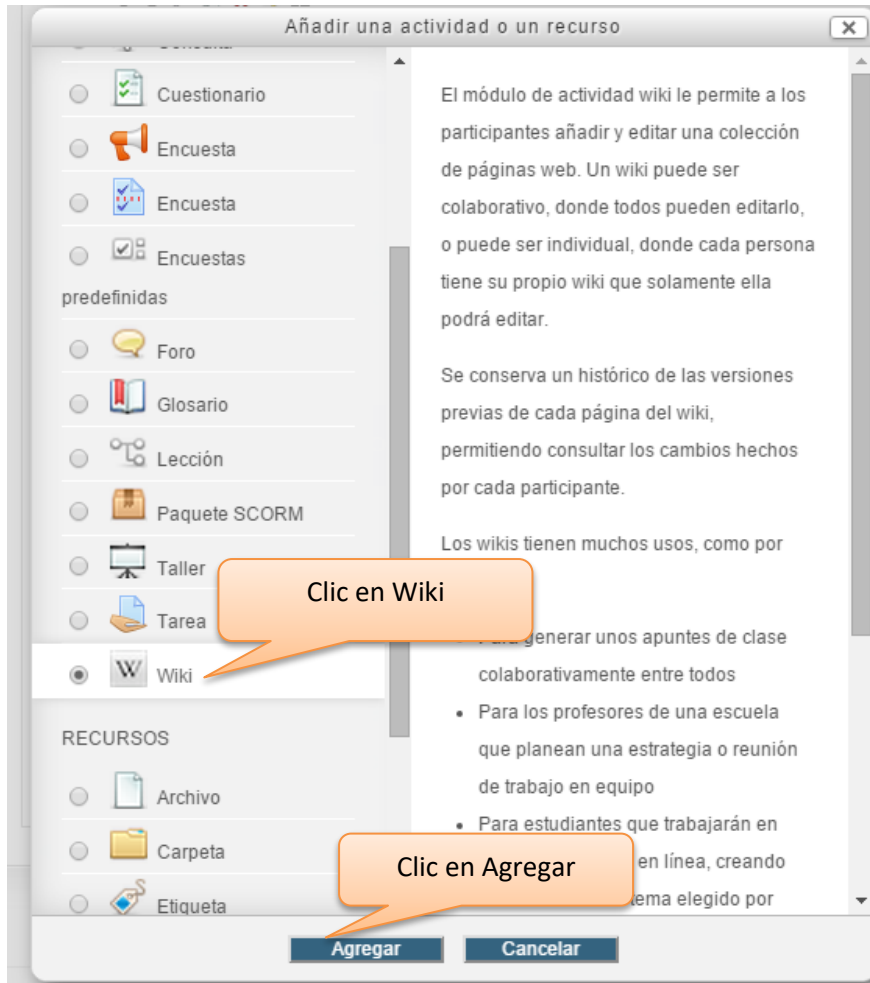 Añadir una actividad o un recurso
Consulta
Cuestionario
Encuesta
Encuesta
Encuestas
predefinidas
Foro
Glosario
Lección
Paquete SCORM
Taller
Tarea
Wiki
RECURSOS
Archivo
Carpeta
Etiqueta
El módulo de actividad wiki le permite a los
participantes añadir y editar una colección
de páginas web. Un wiki puede ser
colaborativo, donde todos pueden editarlo,
o puede ser individual, donde cada persona
tiene su propio wiki que solamente ella
podrá editar.
Se conserva un histórico de las versiones
previas de cada página del wiki,
permitiendo consultar los cambios hechos
por cada participante.
Los wikis tienen muchos usos, como por
Para generar unos apuntes de clase
colaborativamente entre todos
Para los profesores de una escuela
que planean una estrategia o reunión
de trabajo en equipo
Para estudiantes que trabajarán en
en línea, creando
tema elegido por
Clic en Wiki
Clic en Agregar
Agregar
Cancelar